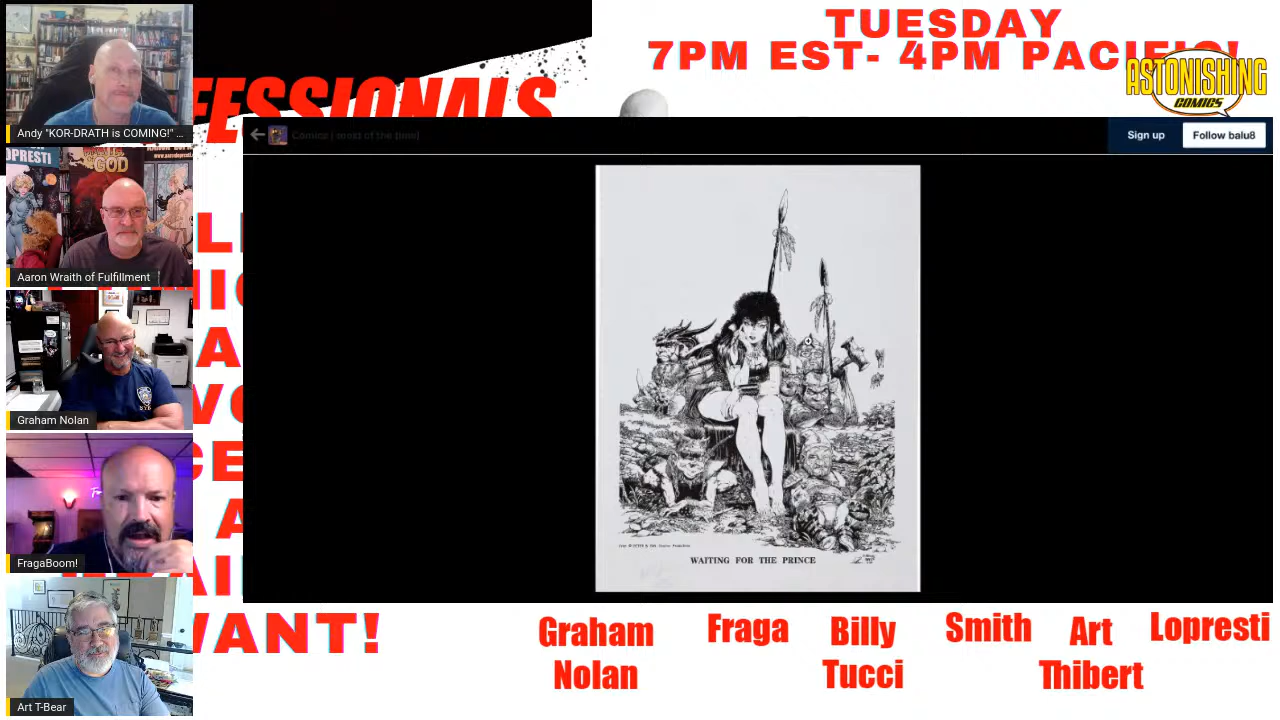 TUESDAY
7PM EST- 4PM PACIFIC!
ASTONISHING
COMICS
FESSIONALS
Sign up
Follow balu8
Andy "KOR-DRATH is COMING!" ...
LOPRESTI
GOD
Aaron Wraith of Fulfillment
Graham Nolan
FragaBoom!
Art T-Bear
WAITING FOR THE PRINCE
WANT!
Graham
Nolan
Fraga
Billy
Tucci
Smith
Art
Thibert
Lopresti